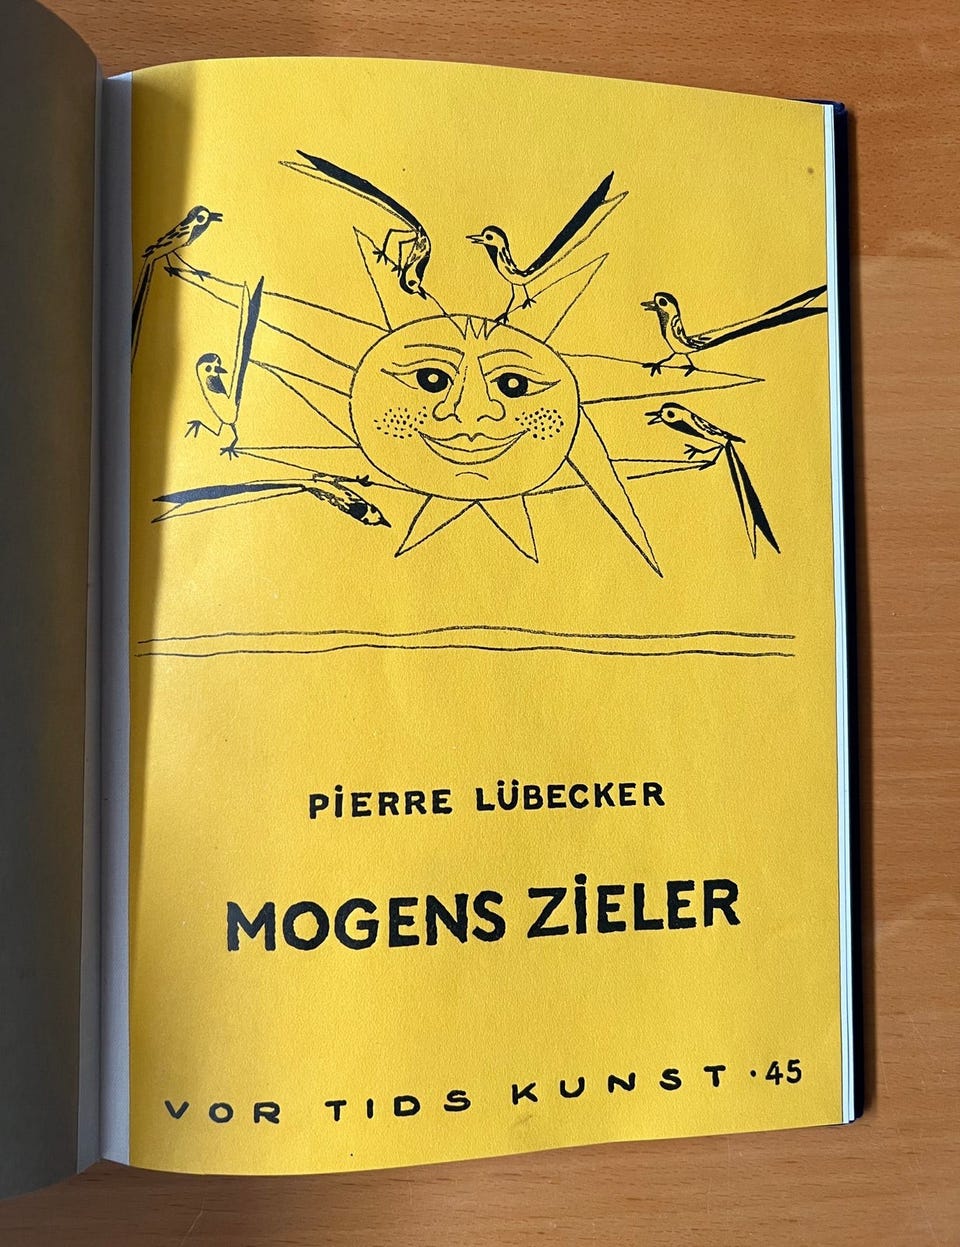 PIERRE LÜBECKER
MOGENS ZIELER
VOR TIDS KUNST · 45